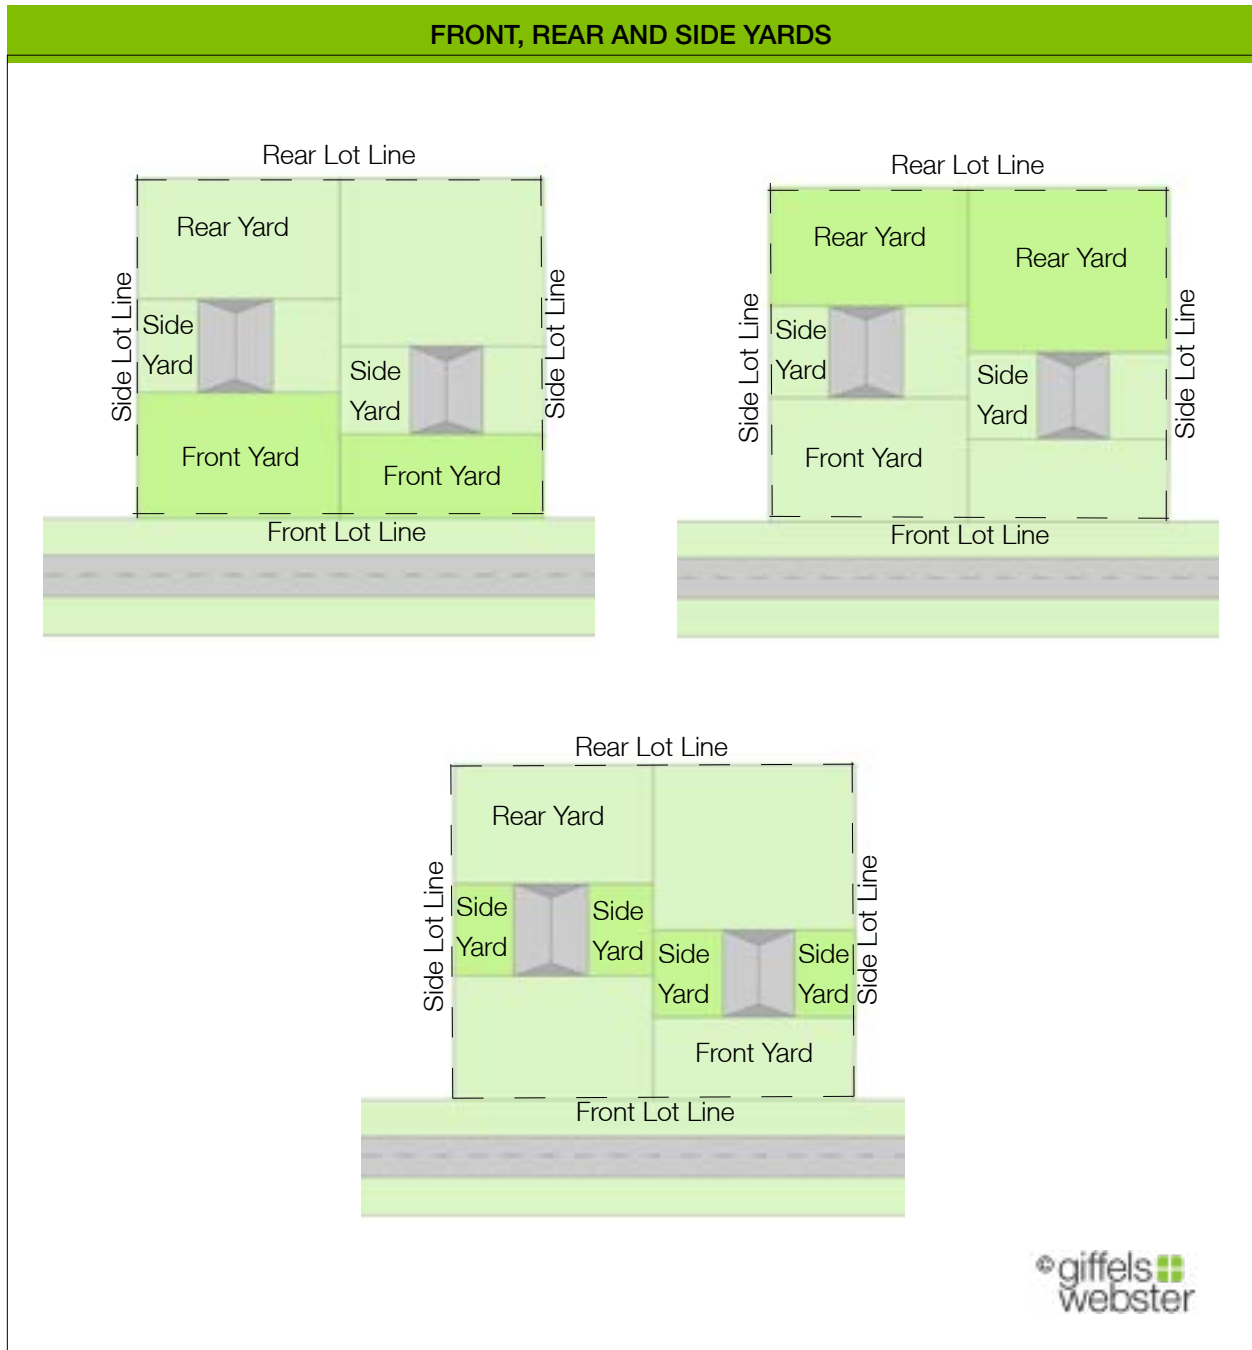 FRONT, REAR AND SIDE YARDS
Rear Lot Line
Rear Yard
Side Lot Line
Side
Yard
Side
Yard
Side Lot Line
Front Yard
Front Yard
Front Lot Line
Rear Lot Line
Rear Yard
Rear Yard
Side Lot Line
Side
Yard
Side
Yard
Side Lot Line
Front Yard
Front Lot Line
Rear Lot Line
Rear Yard
Side Lot Line
Side
Yard
Side
Yard
Side
Yard
Side
Yard
Side Lot Line
Front Yard
Front Lot Line
© giffels
webster